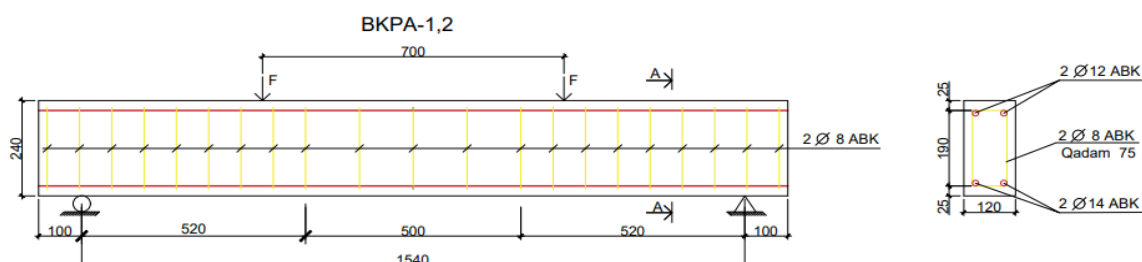 BKPA-1,2
700
F
F
A
A
240
2 Ø 8 ABK
100
520
500
520
100
1540
25
190
25
120
2 Ø12 ABK
2 Ø 8 ABK
Qadam 75
2 Ø14 ABK